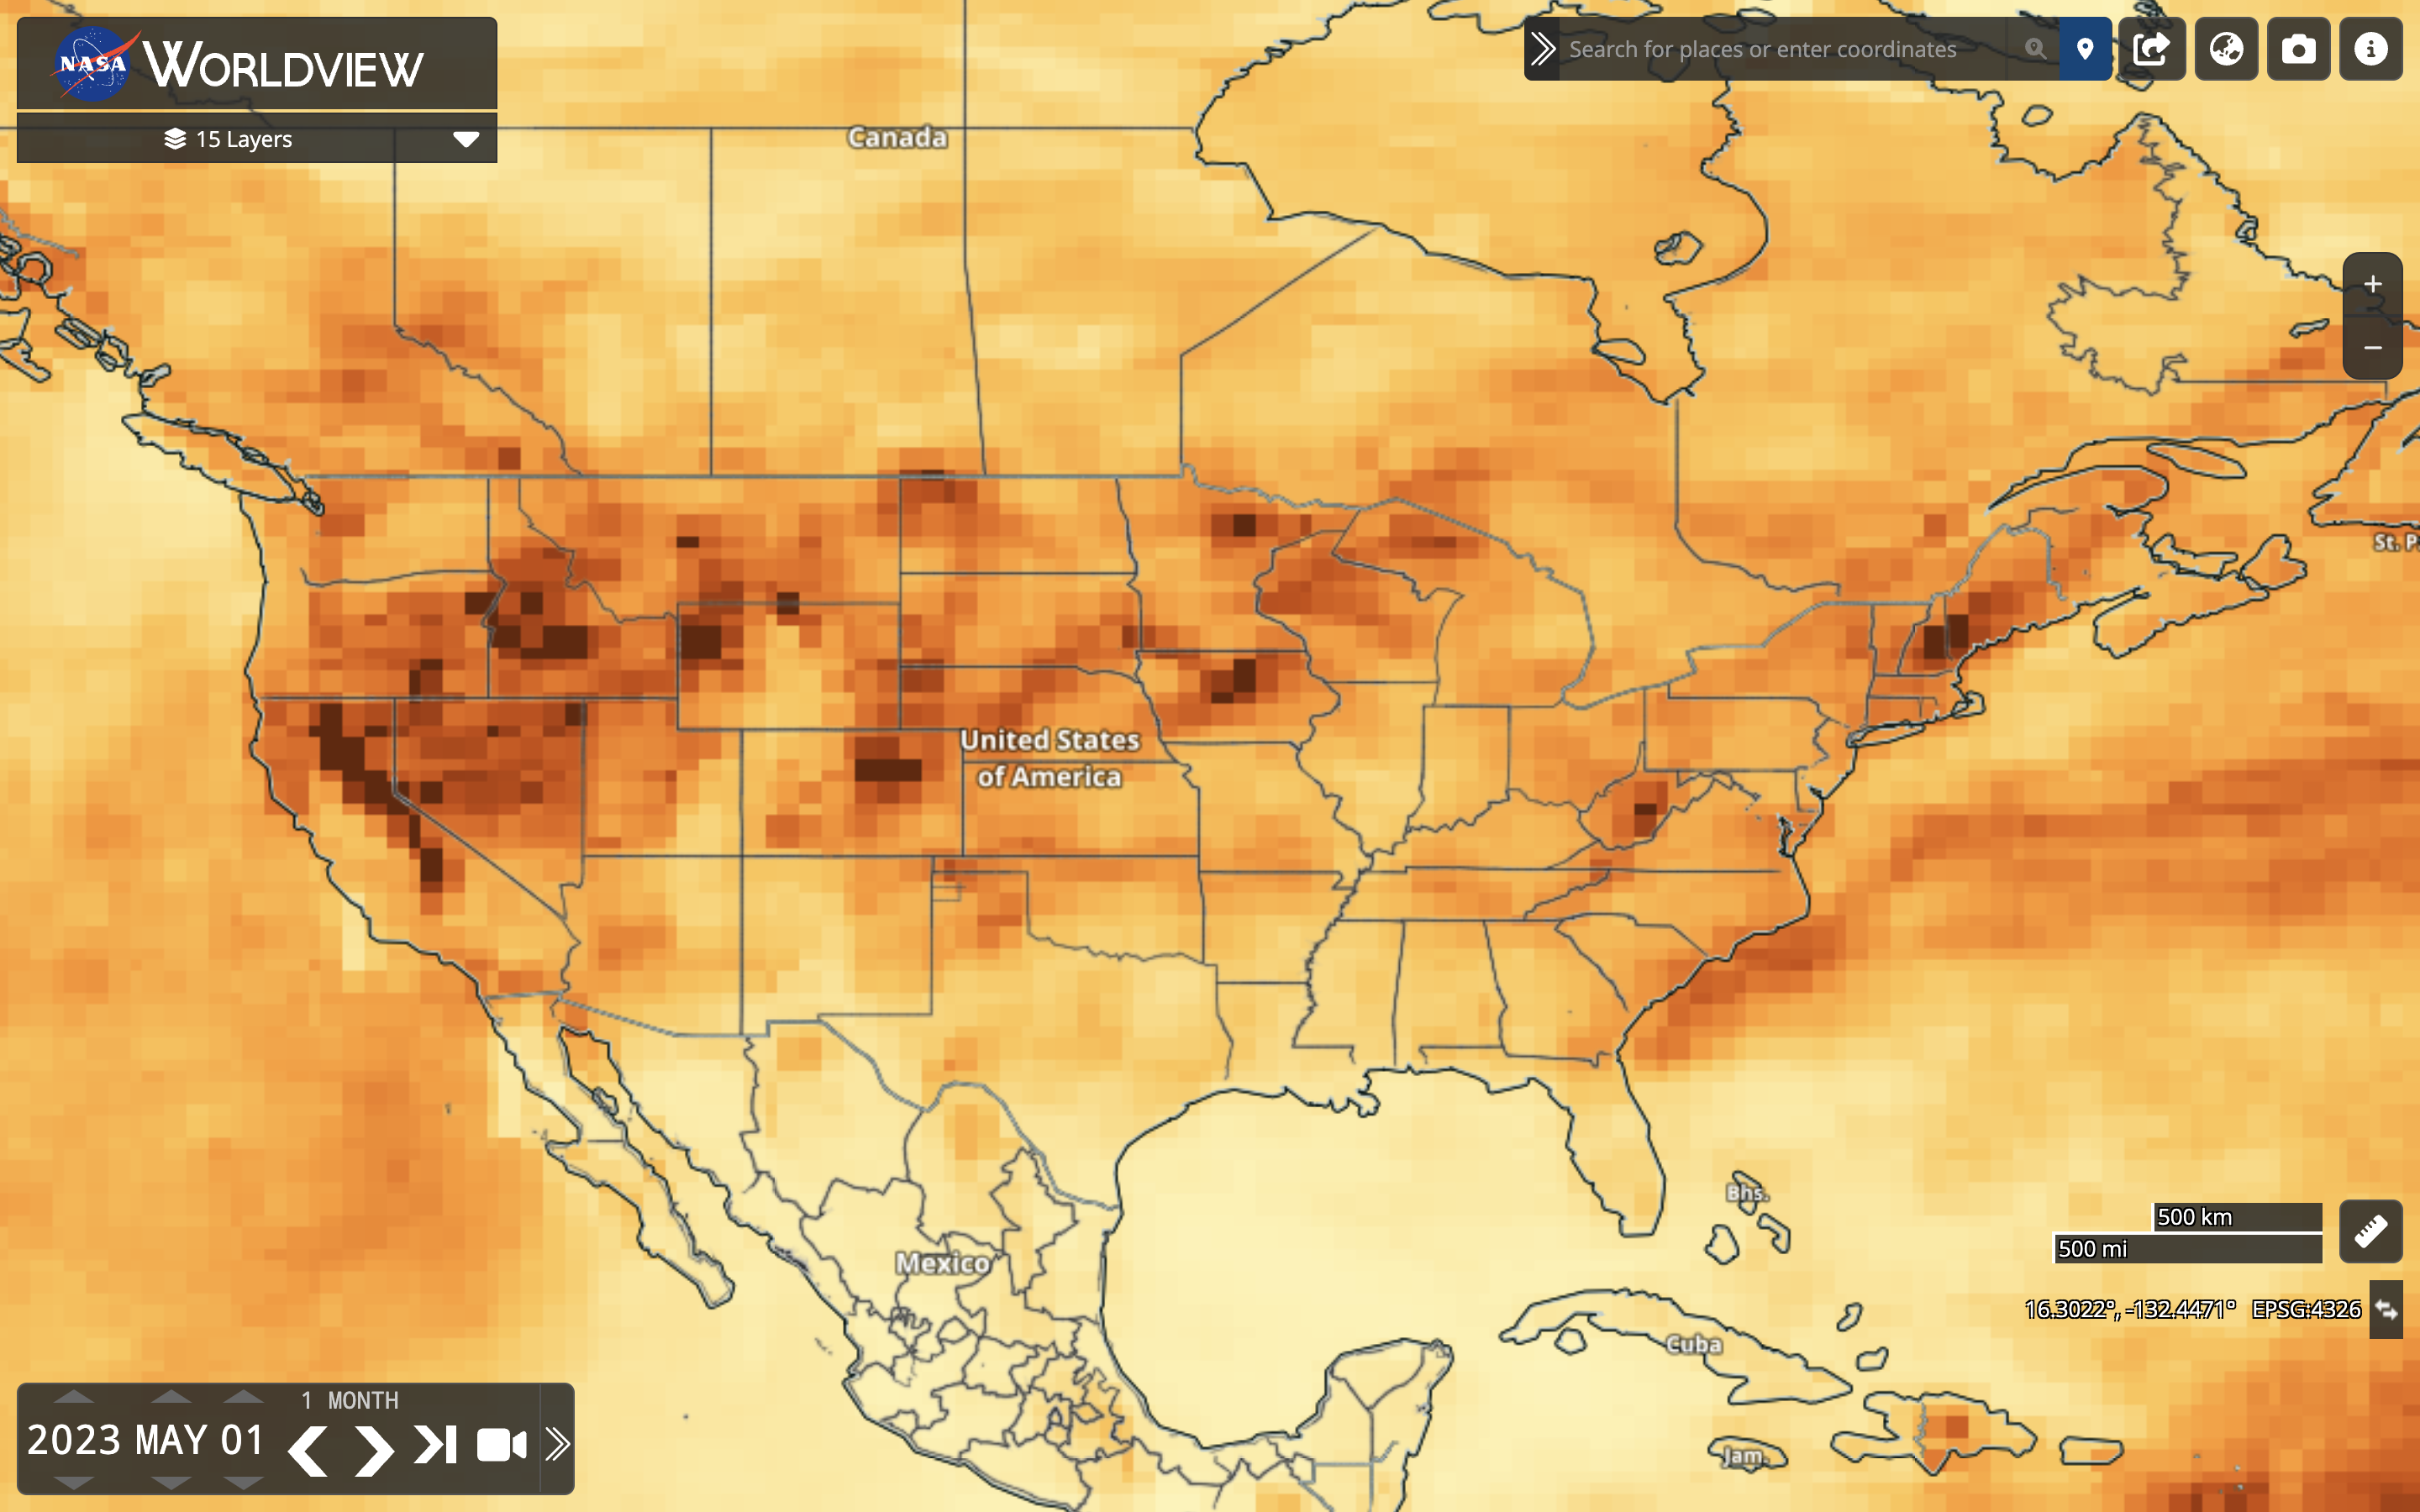 NASA WORLDVIEW
15 Layers
Search for places or enter coordinates
Canada
+
−
St. P
United States
of America
Bhs.
500 km
500 mi
Mexico
16.3022°, -132.4471° EPSG:4326
Cuba
Jam.
1 MONTH
2023 MAY 01